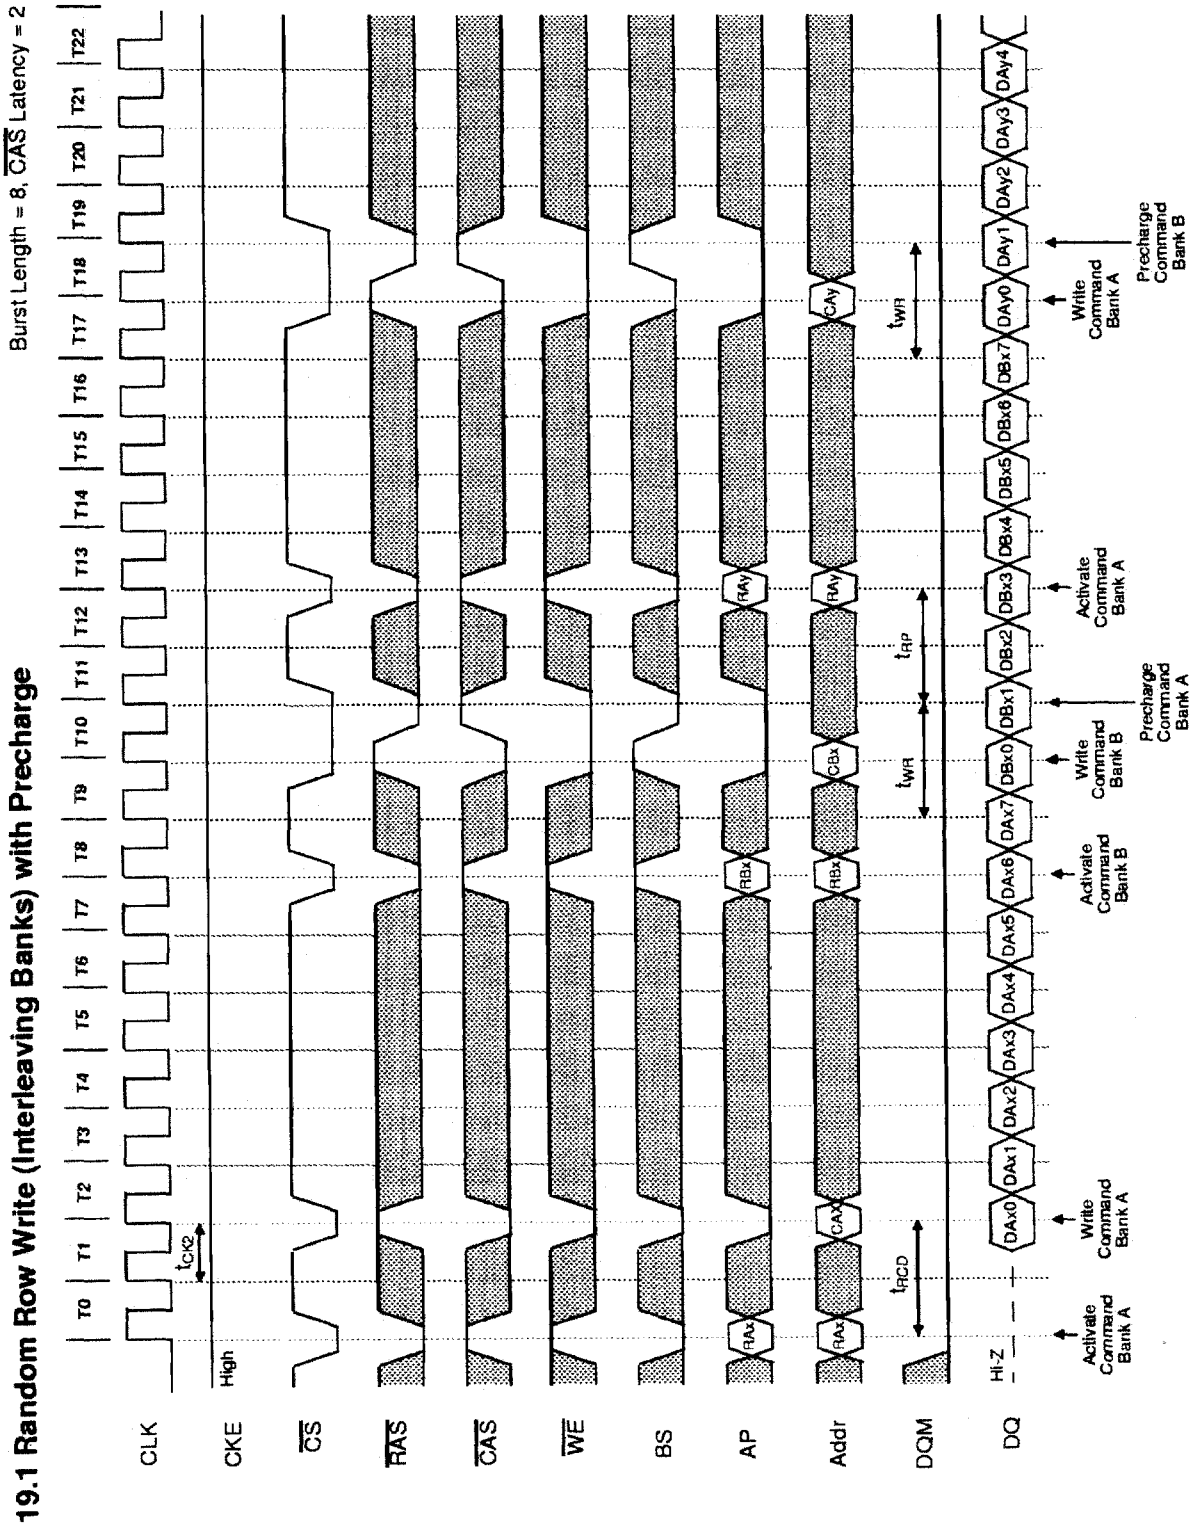 19.1 Random Row Write (Interleaving Banks) with Precharge
Burst Length = 8, CAS Latency = 2
T0 T1 T2 T3 T4 T5 T6 T7 T8 T9 T10 T11 T12 T13 T14 T15 T16 T17 T18 T19 T20 T21 T22
CLK
tCK2
CKE
High
CS
RAS
CAS
WE
BS
AP
RAx RBx RAy
Addr
RAx CAX RBx CBx RAy CAy
DQM
tRCD tWR tRP tWR
DQ
Hi-Z
DAx0 DAx1 DAx2 DAx3 DAx4 DAx5 DAx6 DAx7 DBx0 DBx1 DBx2 DBx3 DBx4 DBx5 DBx6 DBx7 DAy0 DAy1 DAy2 DAy3 DAy4
Activate
Command
Bank A
Write
Command
Bank A
Activate
Command
Bank B
Write
Command
Bank B
Precharge
Command
Bank A
Activate
Command
Bank A
Write
Command
Bank A
Precharge
Command
Bank B